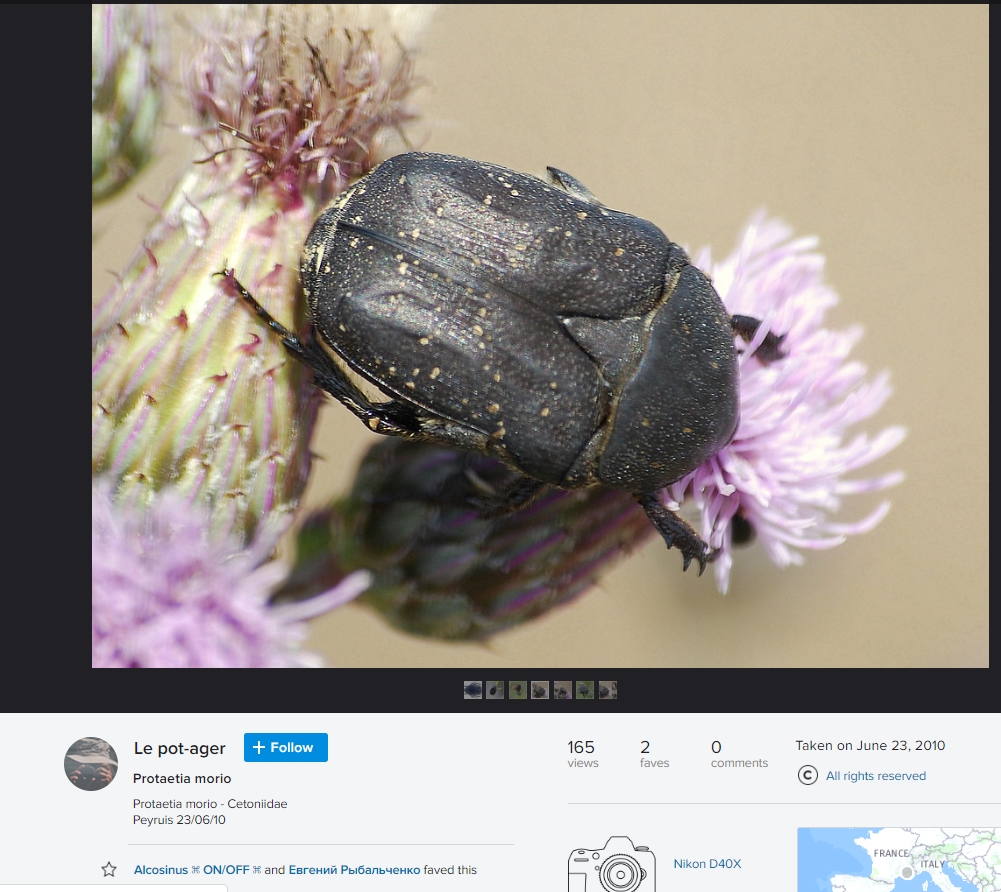 Le pot-ager
+ Follow
Protaetia morio
Protaetia morio - Cetoniidae
Peyruis 23/06/10
Alcosinus ⌘ ON/OFF ⌘ and Евгений Рыбальченко faved this
165
views
2
faves
0
comments
Taken on June 23, 2010
© All rights reserved
Nikon D40X
FRANCE
ITALY